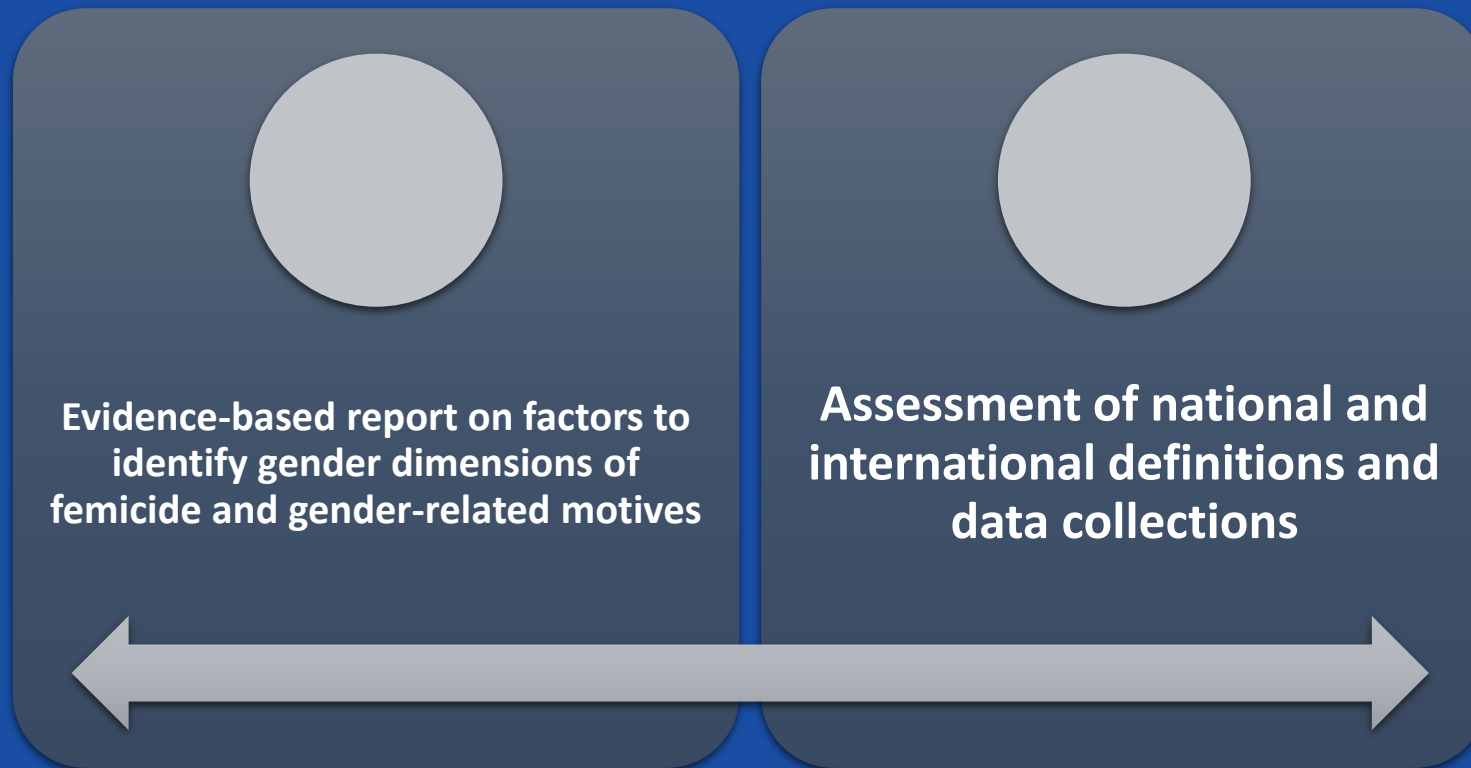 Evidence-based report on factors to
identify gender dimensions of
femicide and gender-related motives
Assessment of national and
international definitions and
data collections